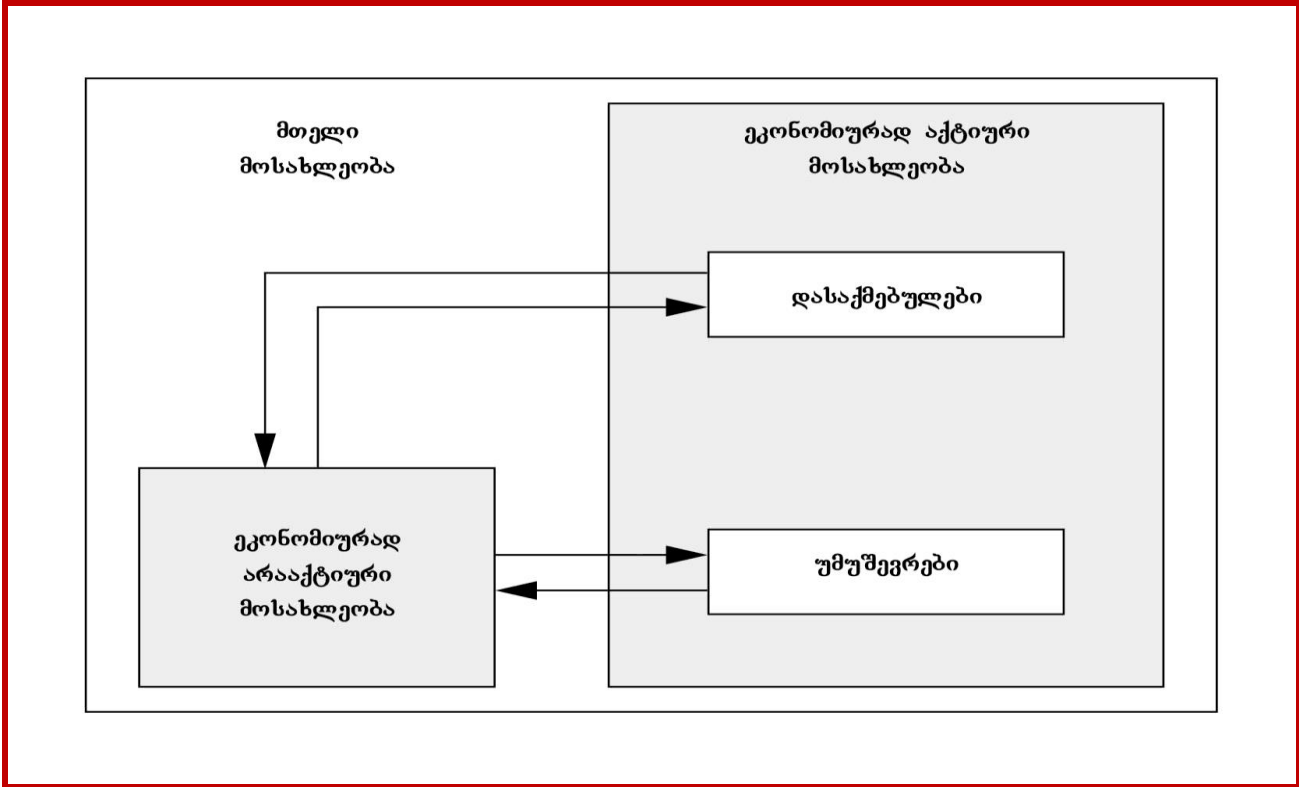 მთელი
მოსახლეობა
ეკონომიურად აქტიური
მოსახლეობა
დასაქმებულები
ეკონომიურად
არააქტიური
მოსახლეობა
უმუშევრები